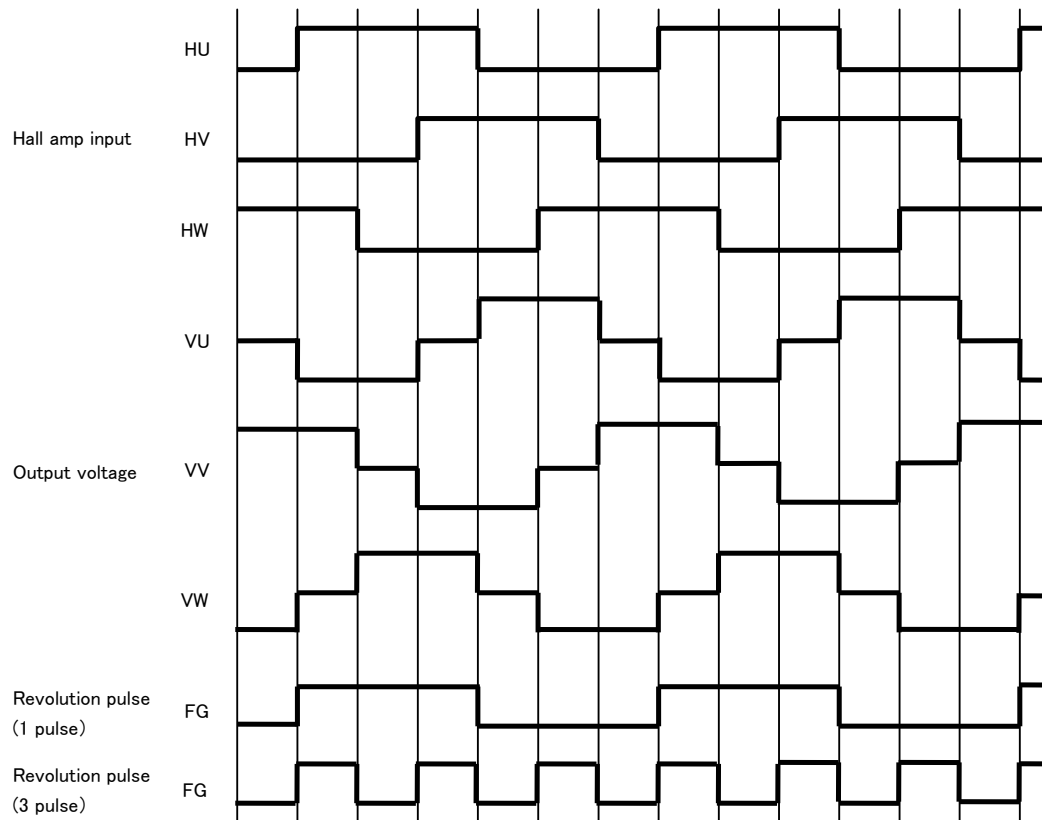 HU
Hall amp input HV
HW
VU
Output voltage VV
VW
Revolution pulse
(1 pulse) FG
Revolution pulse
(3 pulse) FG